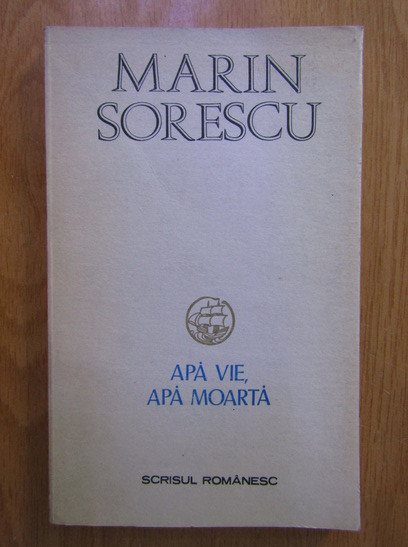 MARIN
SORESCU
APĂ VIE,
APĂ MOARTĂ
SCRISUL ROMÂNESC